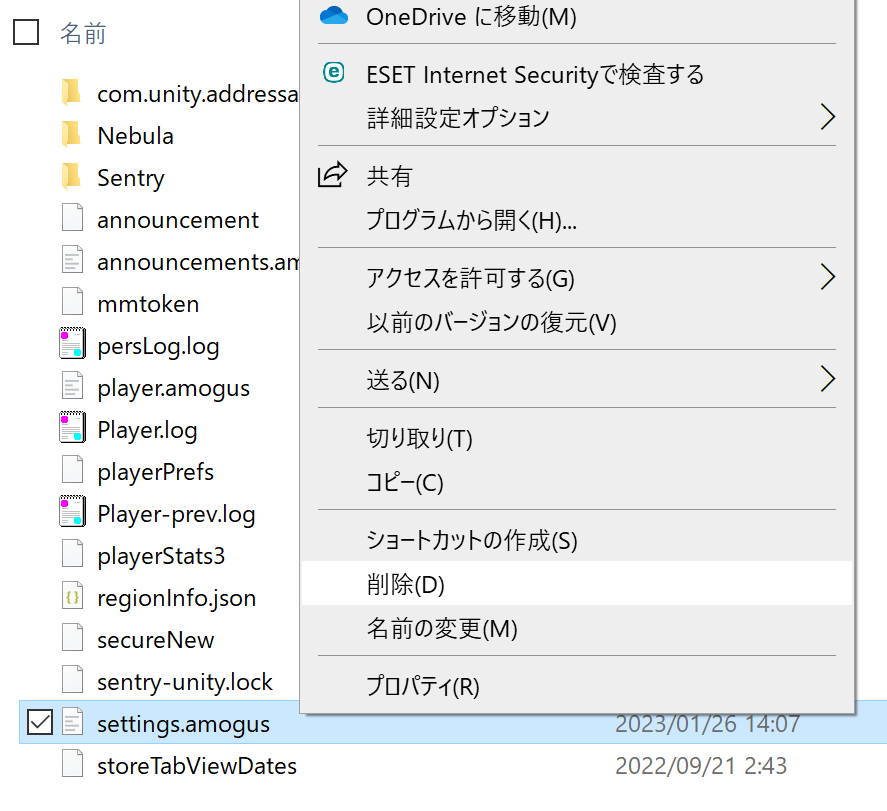 名前
com.unity.addressa
Nebula
Sentry
announcement
announcements.am
mmtoken
persLog.log
player.amogus
Player.log
playerPrefs
Player-prev.log
playerStats3
regionInfo.json
secureNew
sentry-unity.lock
settings.amogus 2023/01/26 14:07
storeTabViewDates 2022/09/21 2:43
OneDrive に移動(M)
ESET Internet Securityで検査する
詳細設定オプション
共有
プログラムから開く(H)...
アクセスを許可する(G)
以前のバージョンの復元(V)
送る(N)
切り取り(T)
コピー(C)
ショートカットの作成(S)
削除(D)
名前の変更(M)
プロパティ(R)